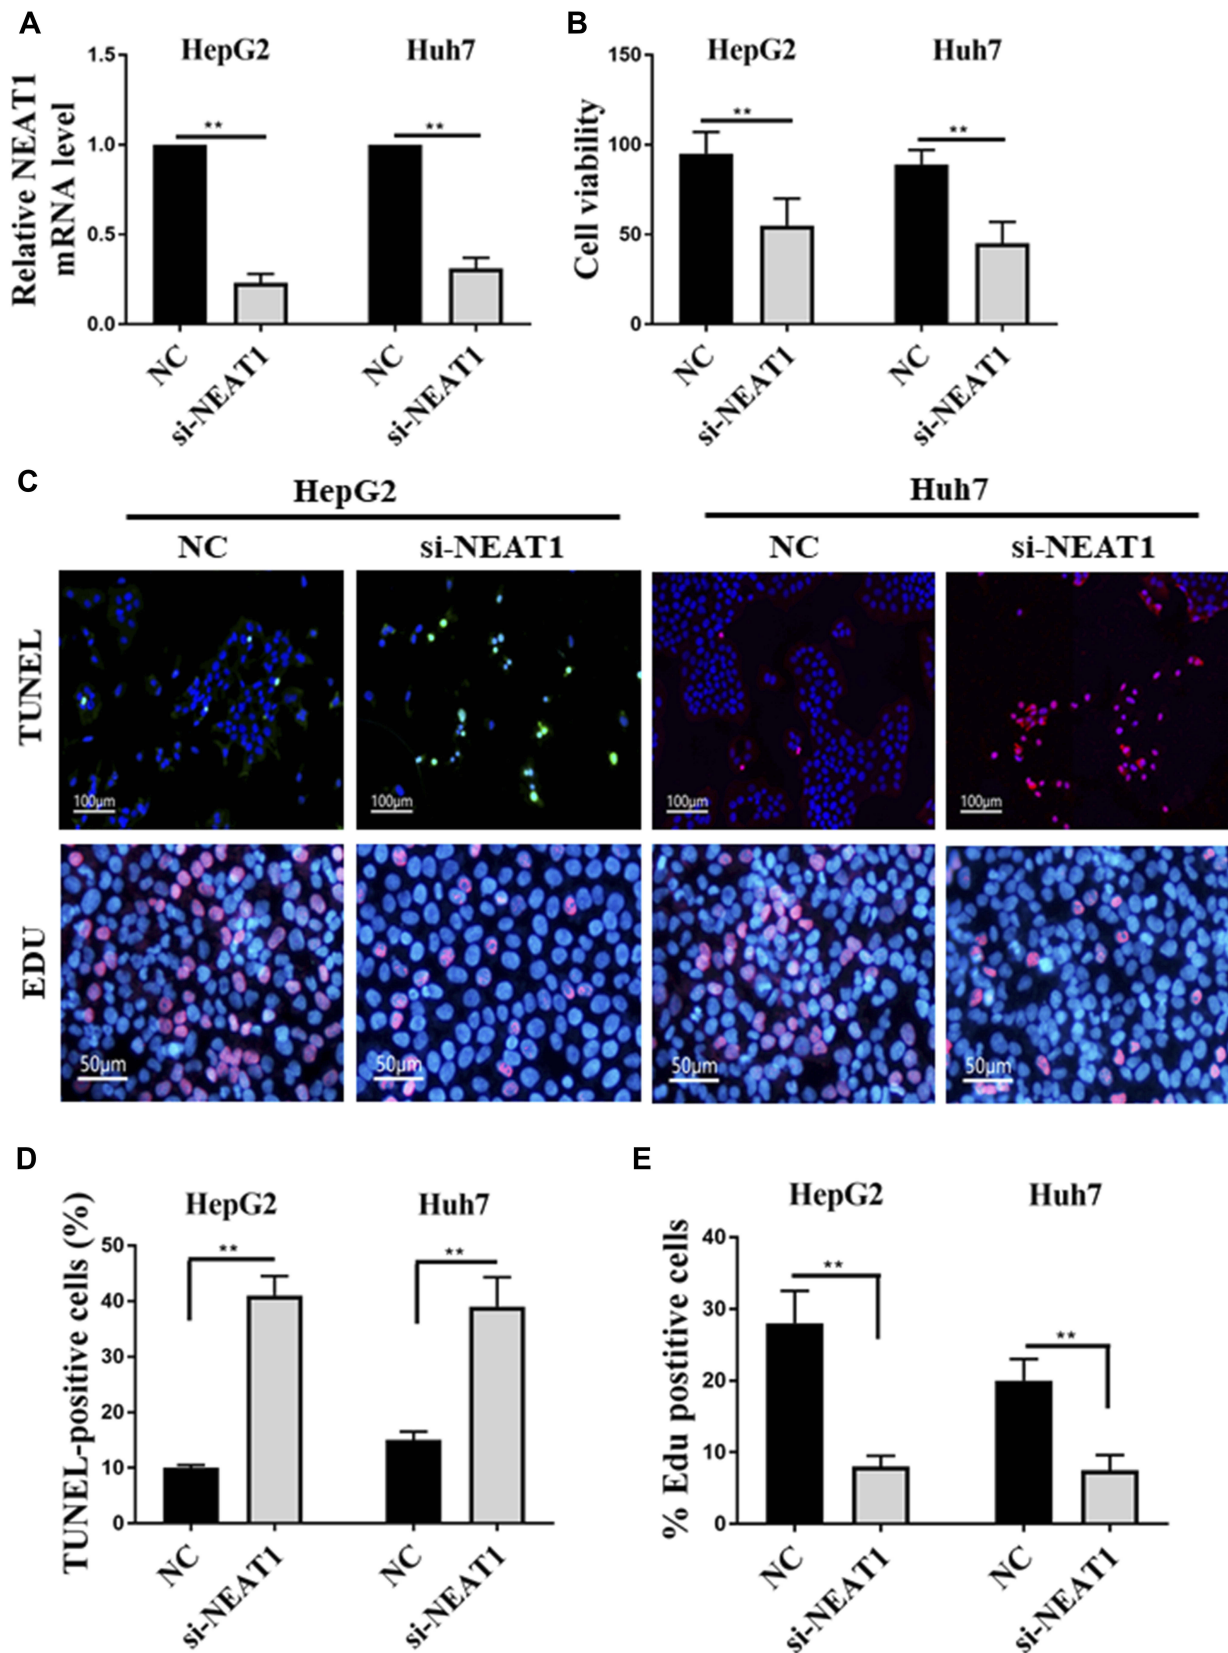 A
HepG2 Huh7
Relative NEAT1
mRNA level
1.5
1.0
0.5
0.0
** **
NC si-NEAT1 NC si-NEAT1
B
HepG2 Huh7
Cell viability
150
100
50
0
** **
NC si-NEAT1 NC si-NEAT1
C
HepG2 Huh7
NC si-NEAT1 NC si-NEAT1
TUNEL
100µm 100µm 100µm 100µm
EDU
50µm 50µm 50µm 50µm
D
HepG2 Huh7
TUNEL-positive cells (%)
50
40
30
20
10
0
** **
NC si-NEAT1 NC si-NEAT1
E
HepG2 Huh7
% Edu postitive cells
40
30
20
10
0
** **
NC si-NEAT1 NC si-NEAT1